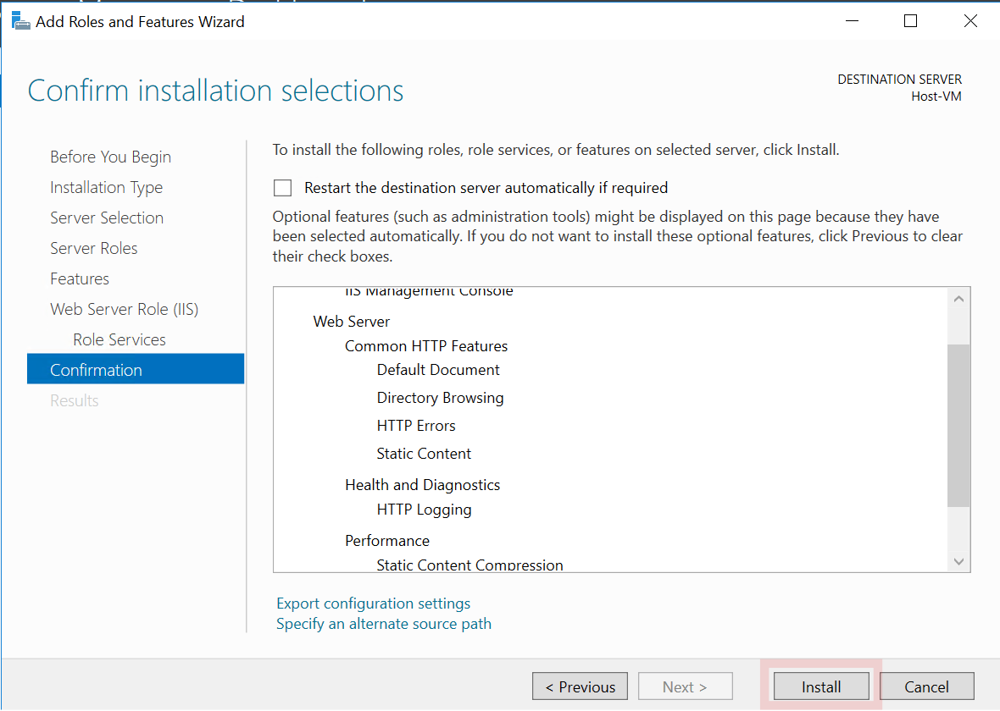 Add Roles and Features Wizard
Confirm installation selections
DESTINATION SERVER
Host-VM
Before You Begin
Installation Type
Server Selection
Server Roles
Features
Web Server Role (IIS)
Role Services
Confirmation
Results
To install the following roles, role services, or features on selected server, click Install.
Restart the destination server automatically if required
Optional features (such as administration tools) might be displayed on this page because they have
been selected automatically. If you do not want to install these optional features, click Previous to clear
their check boxes.
IIS Management Console
Web Server
Common HTTP Features
Default Document
Directory Browsing
HTTP Errors
Static Content
Health and Diagnostics
HTTP Logging
Performance
Static Content Compression
Export configuration settings
Specify an alternate source path
< Previous
Next >
Install
Cancel